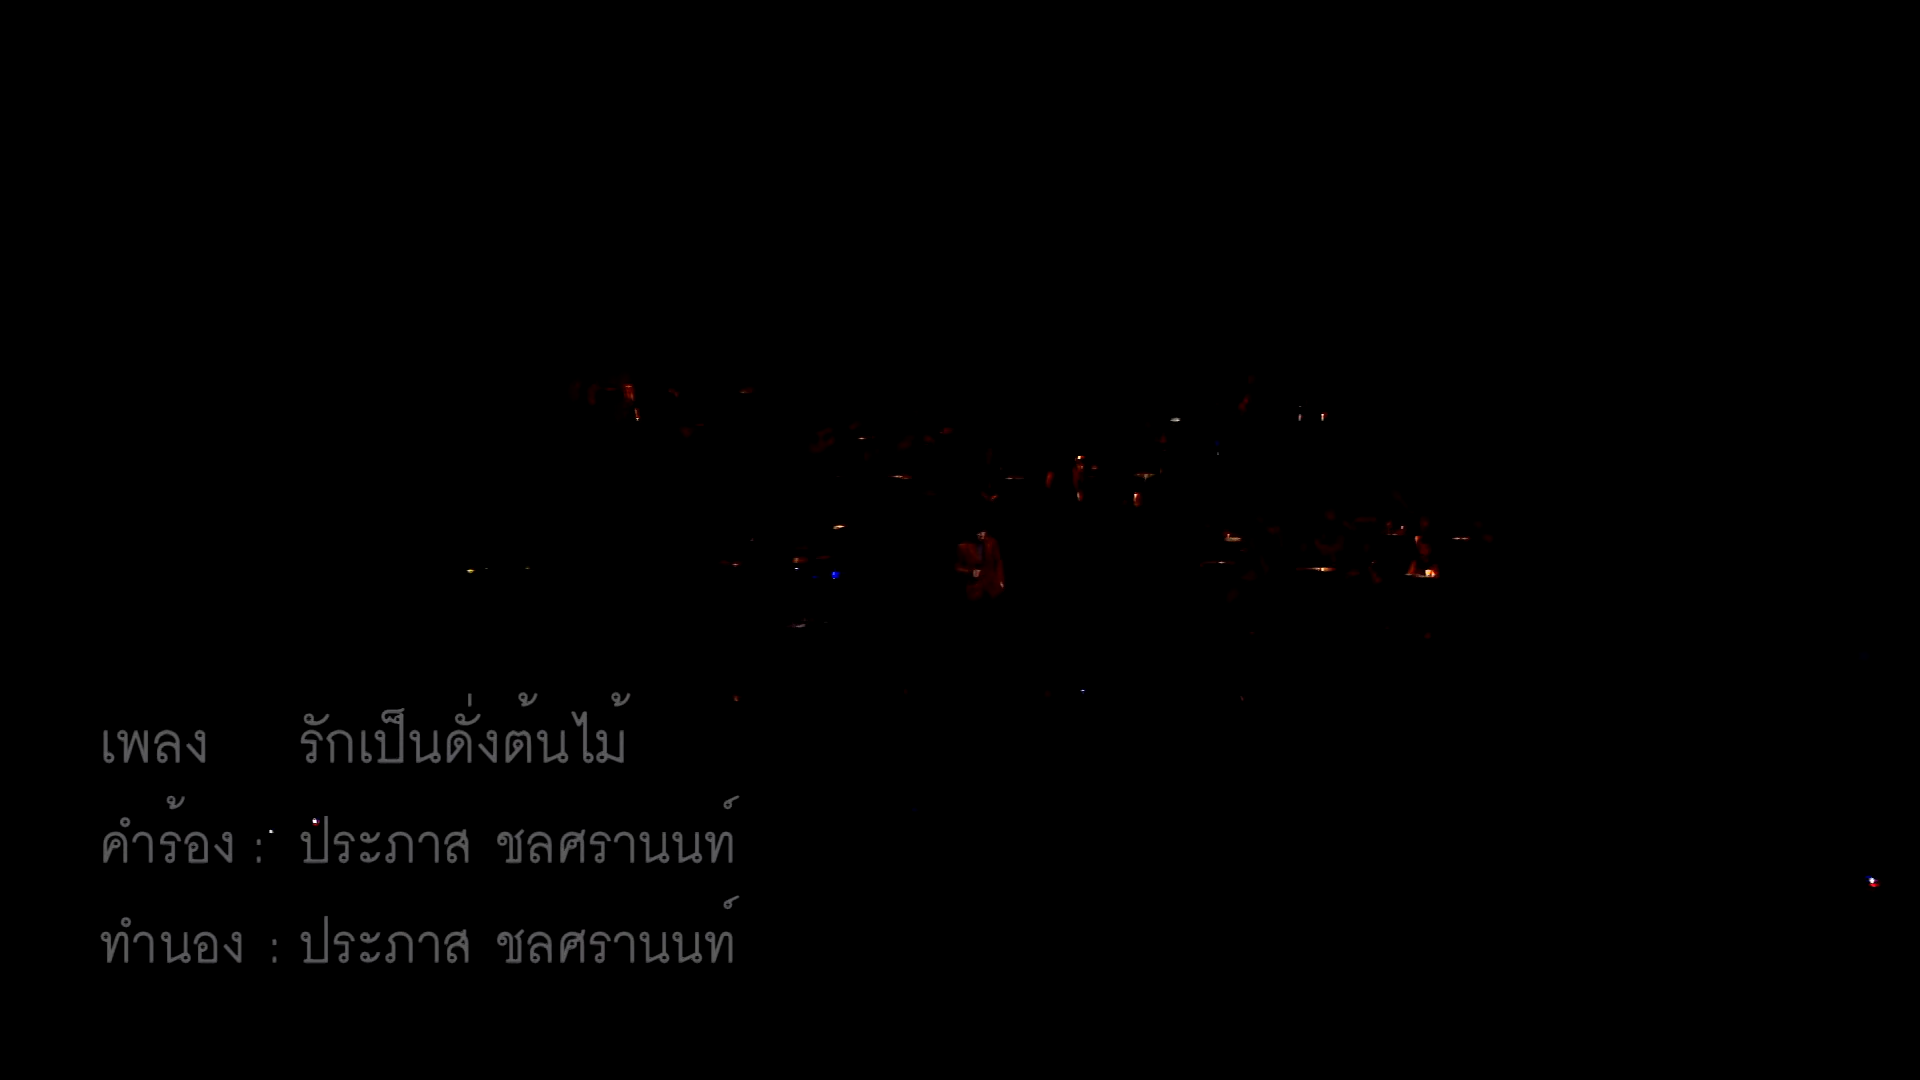 เพลง รักเป็นดั่งต้นไม้
คำร้อง : ประภาส ชลศรานนท์
ทำนอง : ประภาส ชลศรานนท์